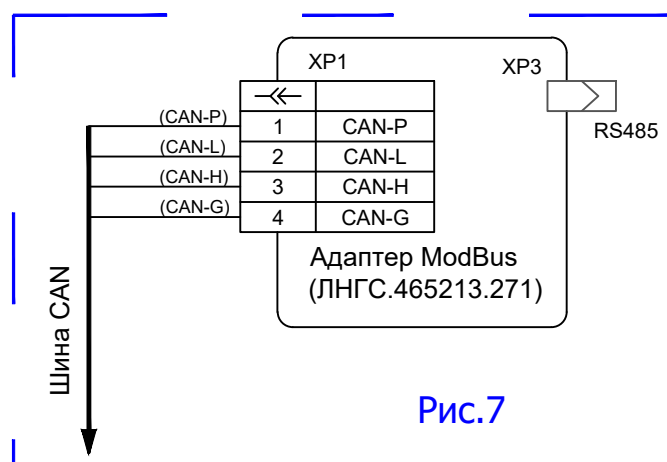 XP1
XP3
RS485
(CAN-P)
1 CAN-P
(CAN-L)
2 CAN-L
(CAN-H)
3 CAN-H
(CAN-G)
4 CAN-G
Адаптер ModBus
(ЛНГС.465213.271)
Шина CAN
Рис.7